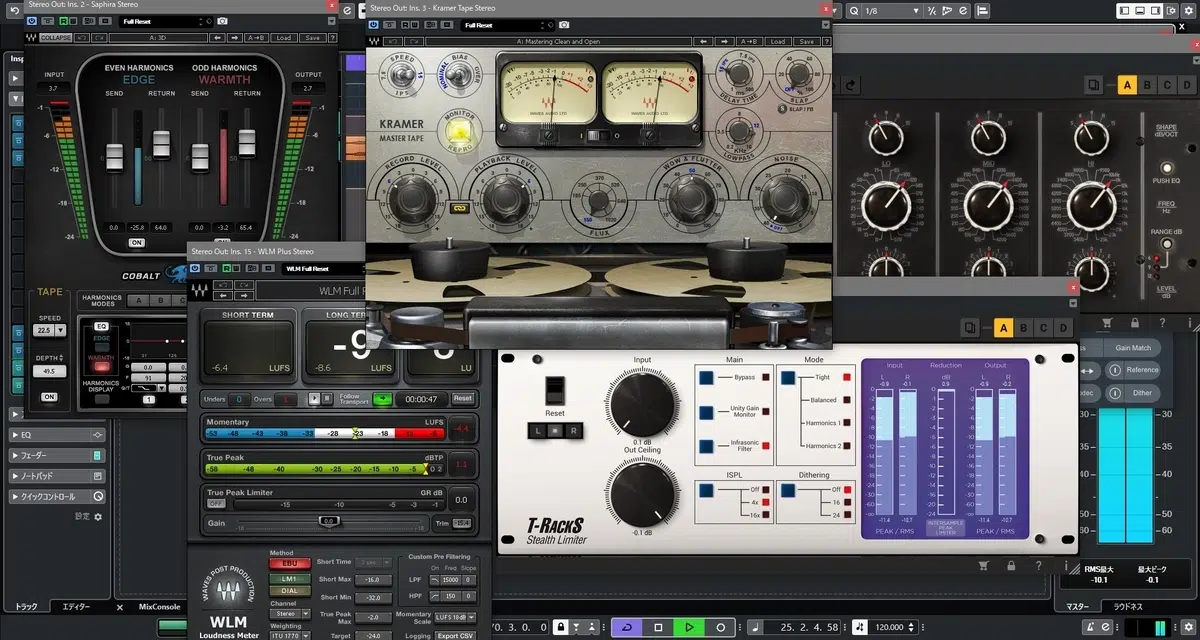 Stereo Out: Ins. 2 - Saphira Stereo
Full Reset
COLLAPSE
A: 3D
A→B
Load
Save
?
INPUT
3.7
EVEN HARMONICS
EDGE
SEND
RETURN
ODD HARMONICS
WARMTH
SEND
RETURN
OUTPUT
2.7
0.0
-25.8
64.0
0.0
-3.2
65.4
ON
COBALT
TAPE
SPEED
22.5
DEPTH
49.5
ON
HARMONICS
MODES
A
B
EQ
EDGE
WARMTH
HARMONICS
DISPLAY
Stereo Out: Ins. 3 - Kramer Tape Stereo
Full Reset
A: Mastering Clean and Open
A→B
Load
Save
?
SPEED
IPS
BIAS
NOMINAL
OVER
KRAMER
MASTER TAPE
MONITOR
REPRO
WAVES AUDIO LTD
WAVES AUDIO LTD
DELAY TIME
SLAP
OFF
SLAP / FB
KHz
LOWPASS
RECORD LEVEL
PLAYBACK LEVEL
FLUX
WOW & FLUTTER
NOISE
Stereo Out: Ins. 15 - WLM Plus Stereo
WLM Full Reset
SHORT TERM
-6.4
LUFS
-8.6
LUFS
LU
Unders
0
Overs
1
Follow
Transport
00:00:47
Reset
Momentary
LUFS
-53 -48 -43 -38 -33 -28 -23 -18
-4.4
True Peak
dBTP
-58 -48 -40 -30 -25 -20 -15 -10 -5 0 2
1.1
True Peak Limiter
GR dB
OFF
-15 -10 -5 -3 -1
0.0
Gain
-18
0.0
Trim
-15.4
WAVES POST PRODUCTION
WLM
Loudness Meter
Method
EBU
LM1
DIAL
Channel
Stereo
Weighting
ITU 1770
Short Time
Short Max
-16.0
Short Min
-32.0
True Peak
Max
-2.0
Target
-24.0
Custom Pre Filtering
On Freq Slope
LPF
15000
0
HPF
150
0
Momentary
Scale
LUFS 18dB
Logging
Export CSV
Input
0.1 dB
Out Ceiling
-0.1 dB
Reset
L
R
T-RackS
Stealth Limiter
Main
Bypass
Unity Gain
Monitor
Infrasonic
Filter
Mode
Tight
Balanced
Harmonics 1
Harmonics 2
ISPL
Off
4x
16x
Dithering
Off
16
24
Input
L R
-0.9 -0.1
-11.4 -10.7
PEAK / RMS
Reduction
dB
0.9
INTERSAMPLE
PEAK
LIMITER
Output
L R
-0.9 -0.2
-11.4 -10.7
PEAK / RMS
A
B
C
D
A
B
C
D
LO
MID
HI
SHAPE
dB/OCT
PUSH EQ
FREQ
Hz
RANGE dB
LEVEL
dB
Gain Match
Reference
Dither
-30
-35
-40
-50
-60
RMS最大
-10.1
最大ピーク
-0.1
マスター
ラウドネス
1/8
Insp
EQ
フェーダー
ノートパッド
クイックコントロール
設定
トラック
エディター
MixConsole
25. 2. 4. 58
120.000